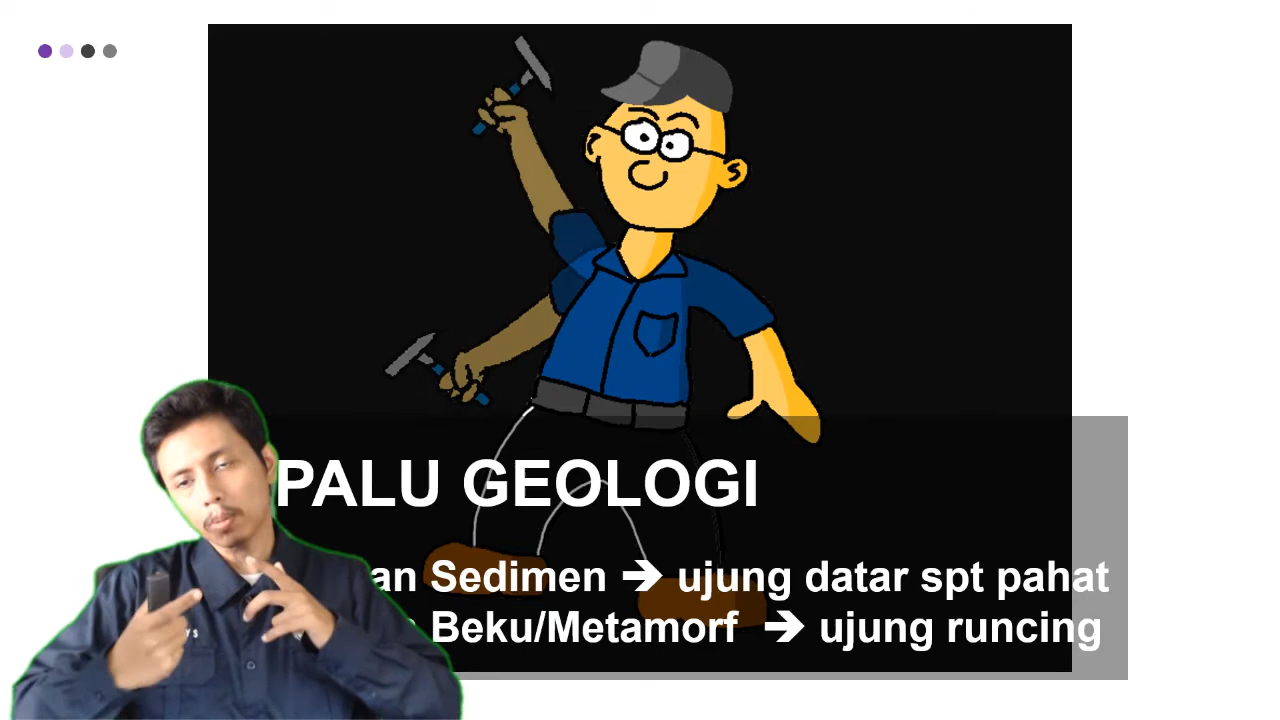 PALU GEOLOGI
an Sedimen ➔ ujung datar spt pahat
Beku/Metamorf ➔ ujung runcing